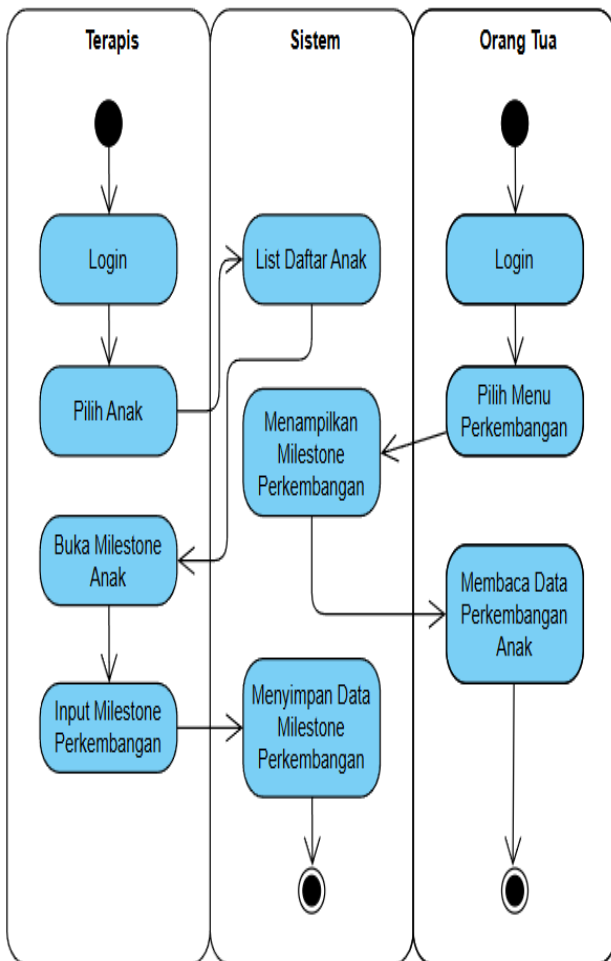 Terapis
Sistem
Orang Tua
Login
List Daftar Anak
Login
Pilih Anak
Menampilkan
Milestone
Perkembangan
Pilih Menu
Perkembangan
Buka Milestone
Anak
Membaca Data
Perkembangan
Anak
Input Milestone
Perkembangan
Menyimpan Data
Milestone
Perkembangan